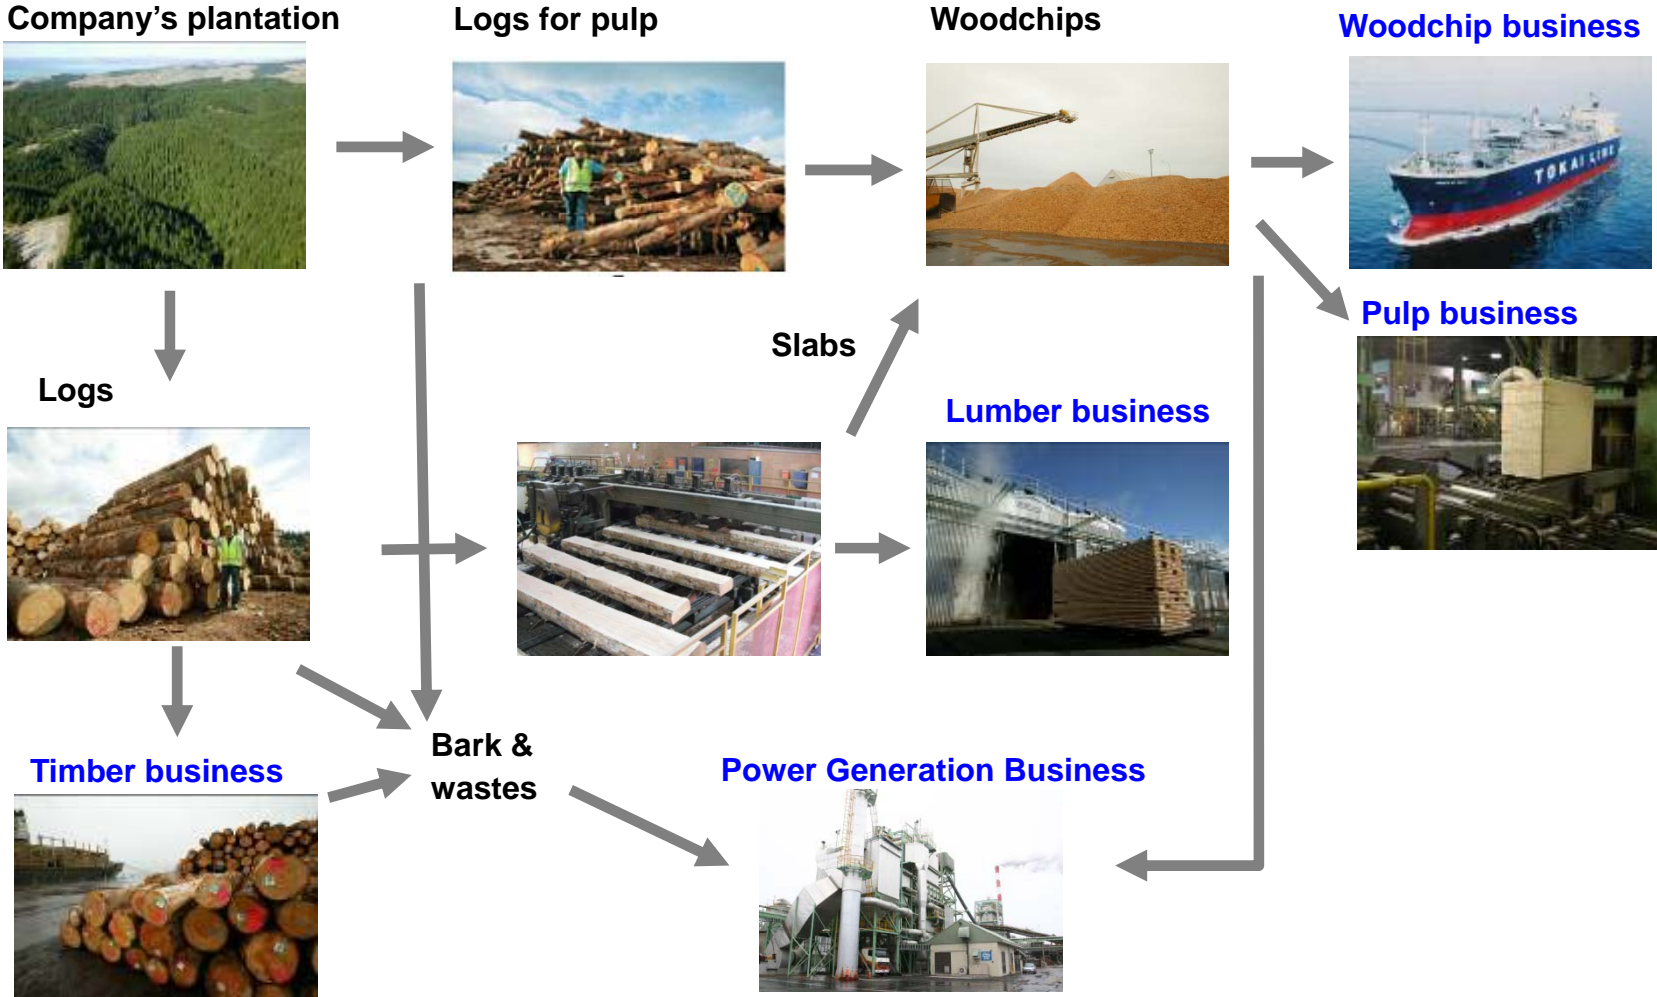 Company’s plantation
Logs for pulp
Woodchips
Woodchip business
TOKAI LINE
Pulp business
Slabs
Logs
Lumber business
Bark &
wastes
Timber business
Power Generation Business